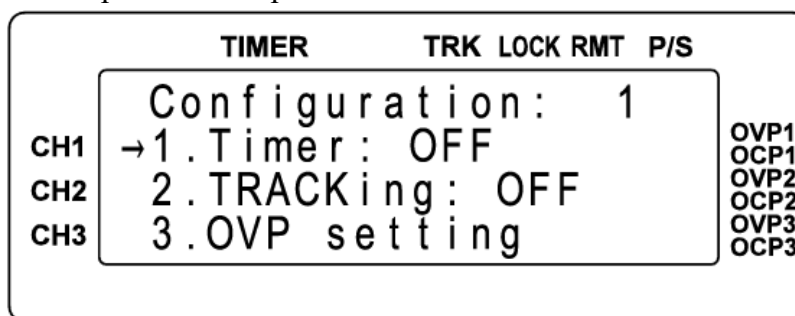 TIMER TRK LOCK RMT P/S
Configuration: 1
CH1 →1.Timer: OFF OVP1
OCP1
CH2 2.TRACKing: OFF OVP2
OCP2
CH3 3.OVP setting OVP3
OCP3